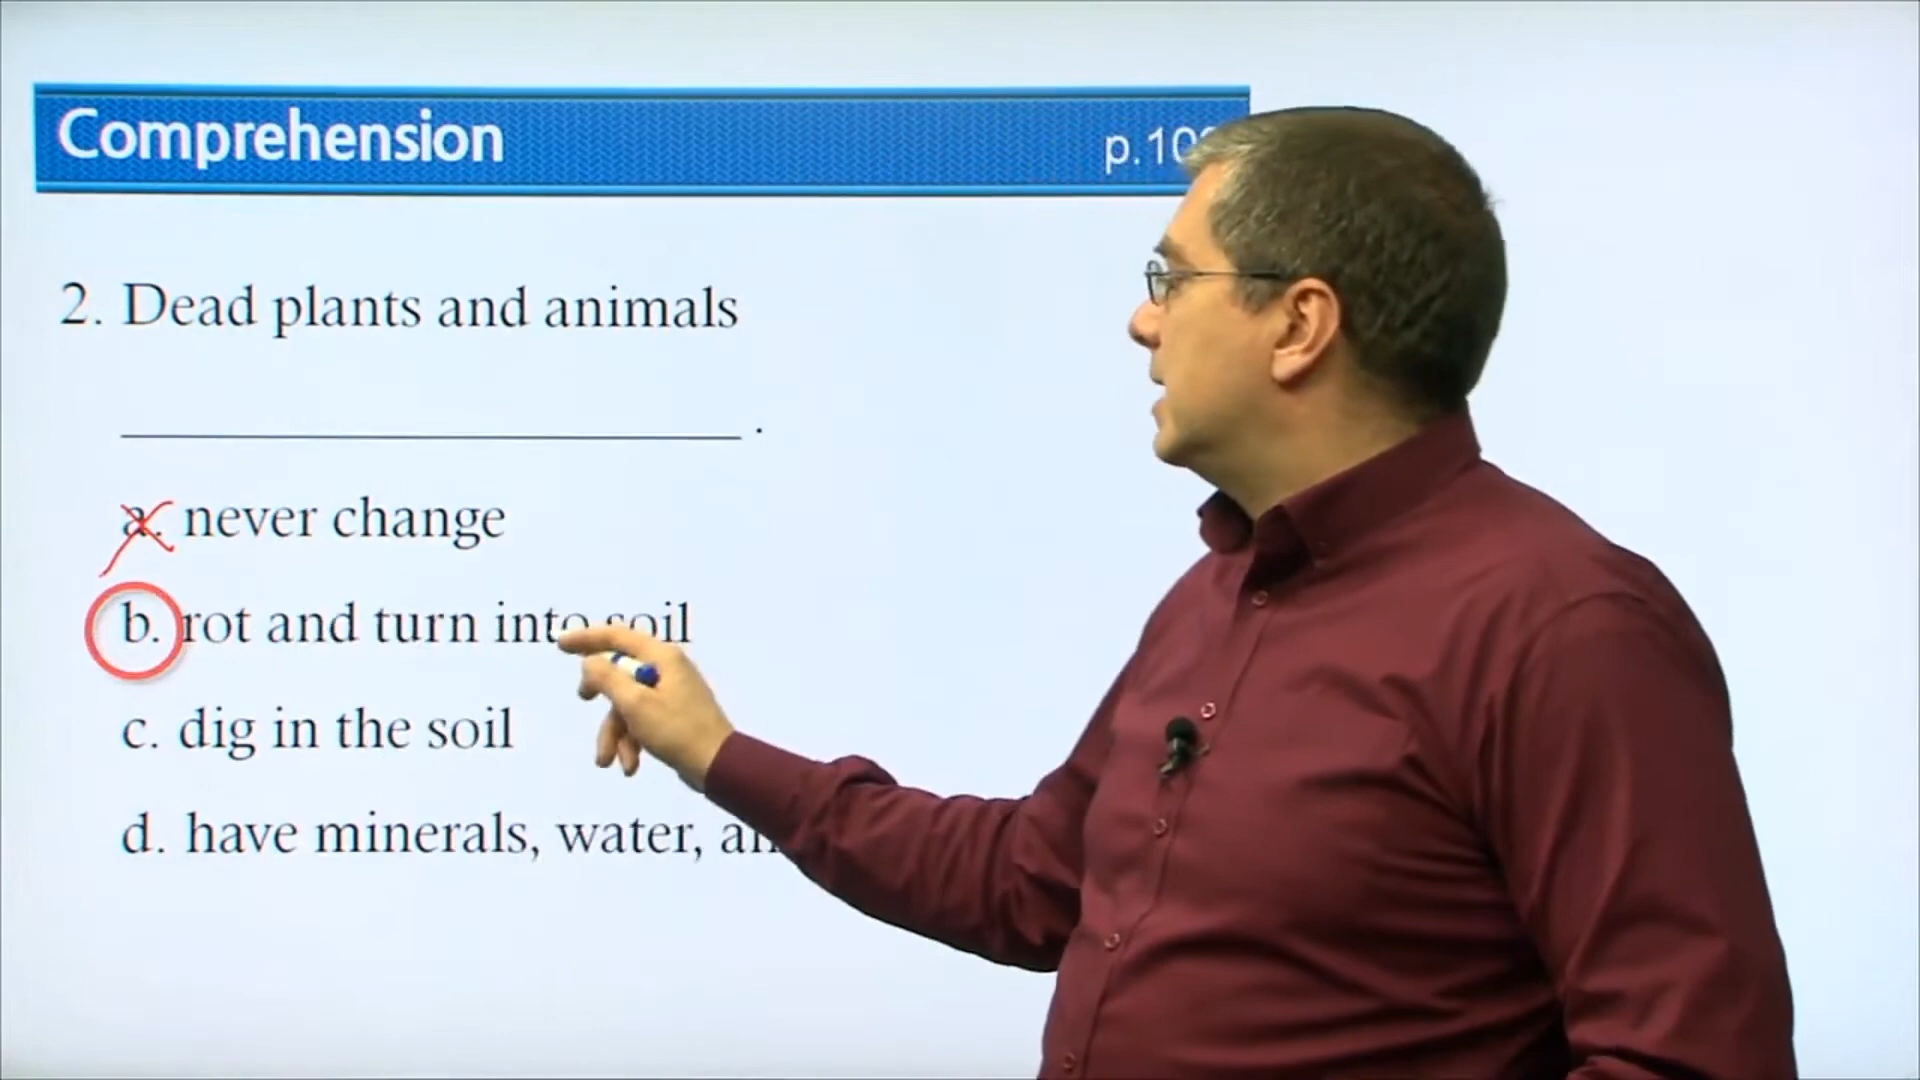 Comprehension
2. Dead plants and animals
.
a. never change
b. rot and turn into soil
c. dig in the soil
d. have minerals, water,